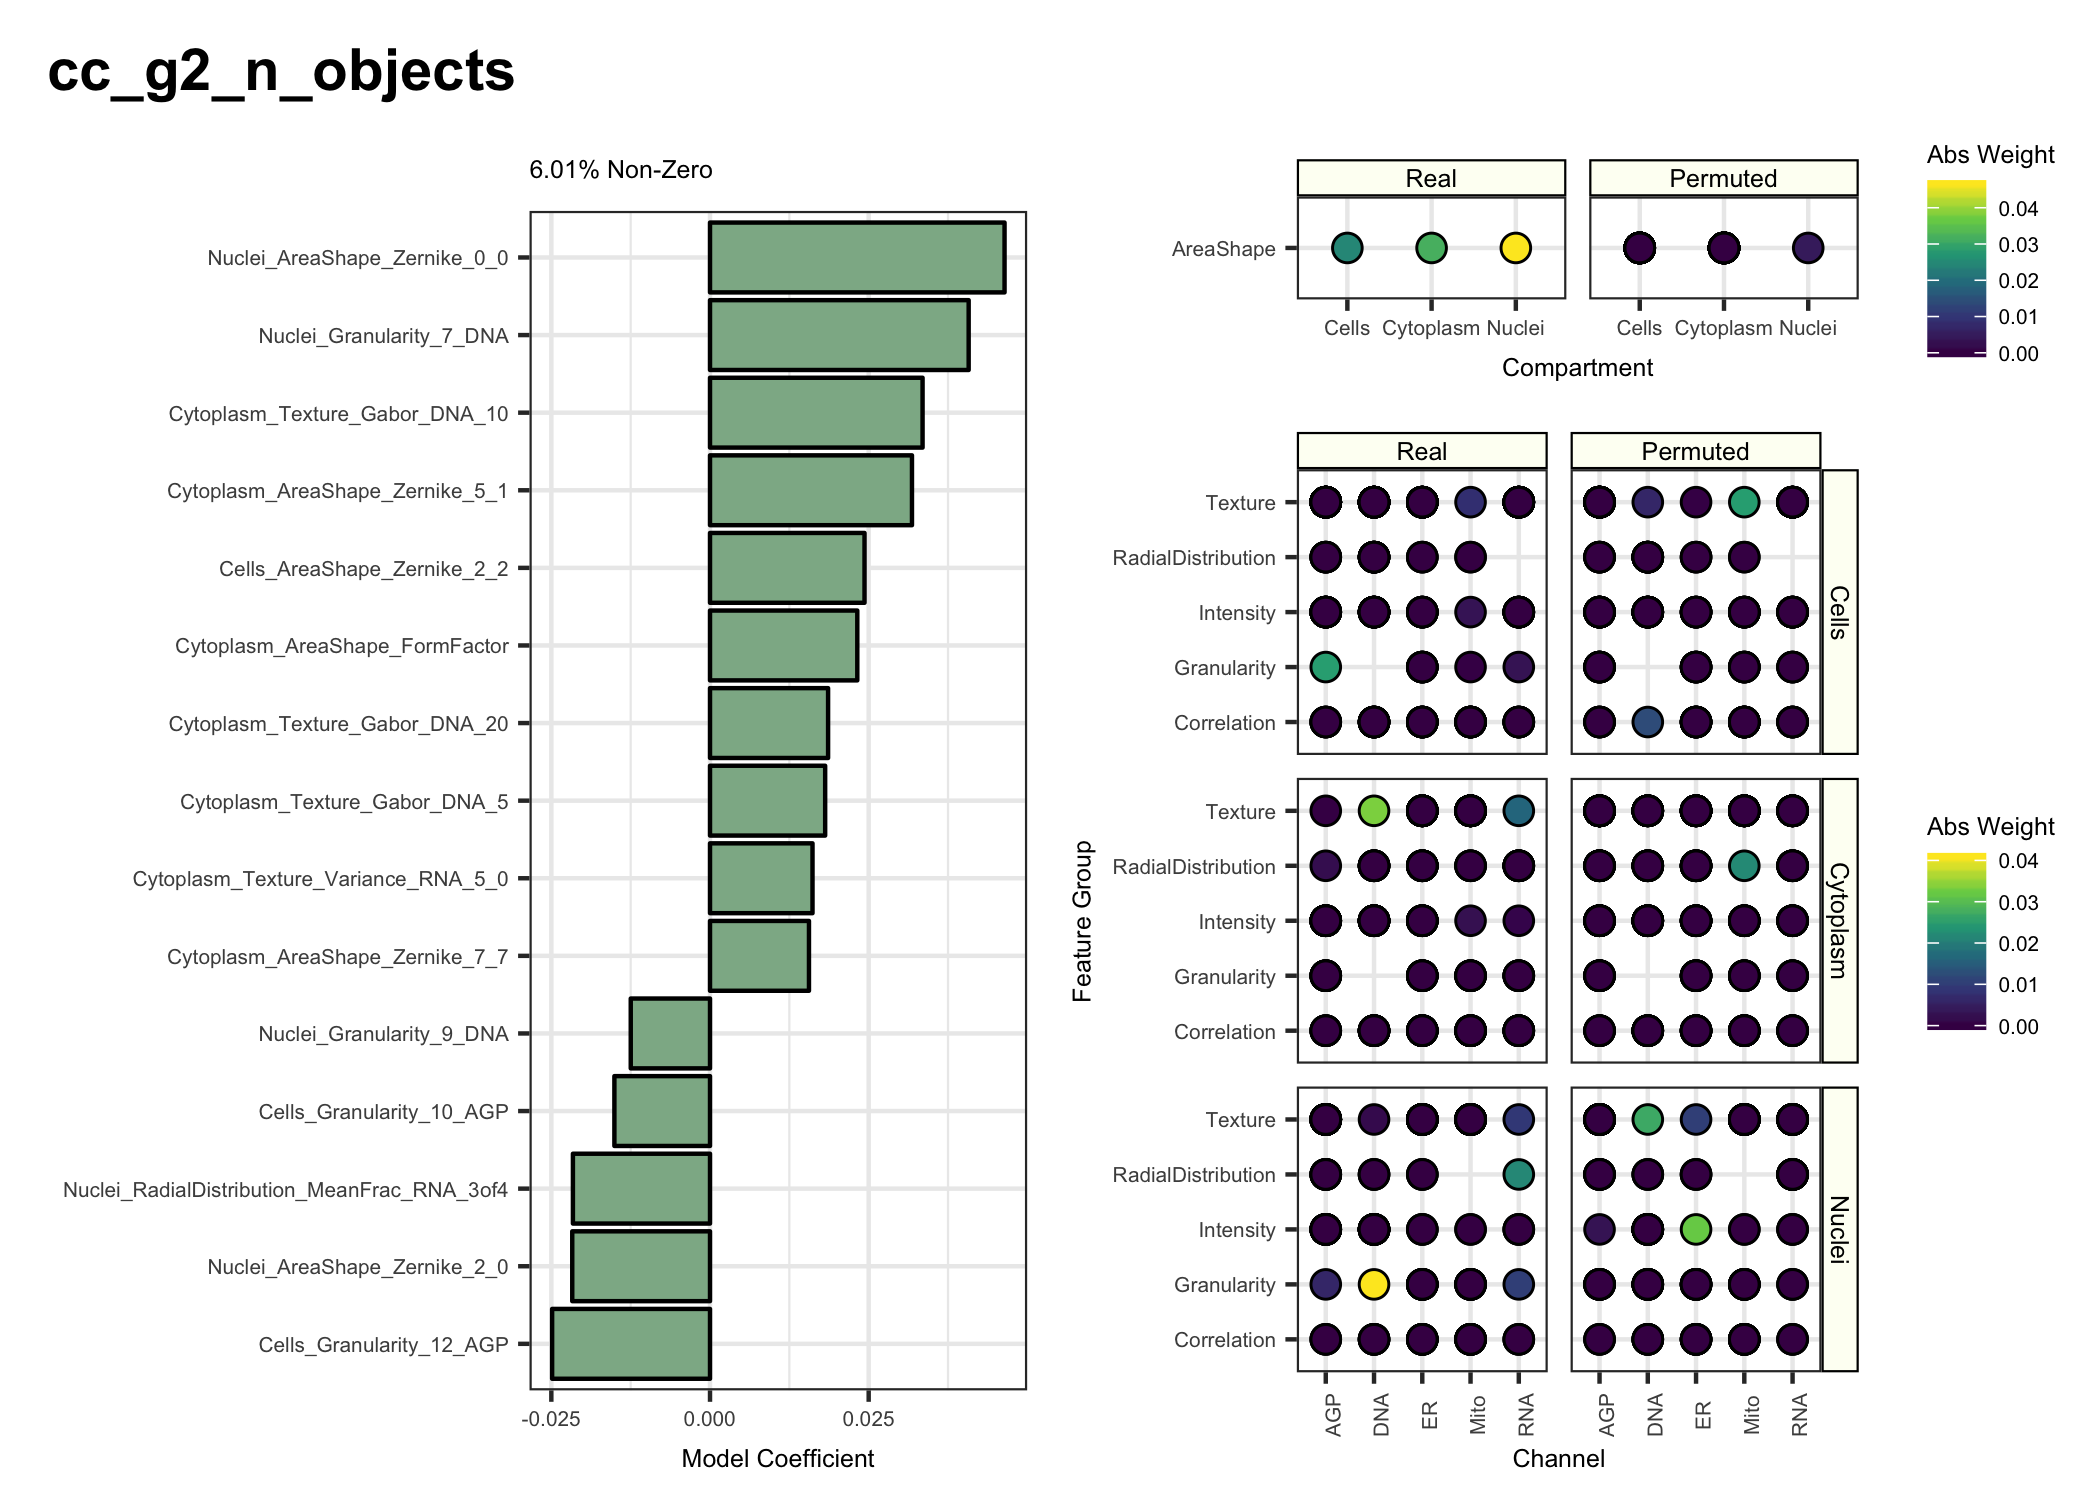 cc_g2_n_objects
6.01% Non-Zero
Nuclei_AreaShape_Zernike_0_0
Nuclei_Granularity_7_DNA
Cytoplasm_Texture_Gabor_DNA_10
Cytoplasm_AreaShape_Zernike_5_1
Cells_AreaShape_Zernike_2_2
Cytoplasm_AreaShape_FormFactor
Cytoplasm_Texture_Gabor_DNA_20
Cytoplasm_Texture_Gabor_DNA_5
Cytoplasm_Texture_Variance_RNA_5_0
Cytoplasm_AreaShape_Zernike_7_7
Nuclei_Granularity_9_DNA
Cells_Granularity_10_AGP
Nuclei_RadialDistribution_MeanFrac_RNA_3of4
Nuclei_AreaShape_Zernike_2_0
Cells_Granularity_12_AGP
-0.025 0.000 0.025
Model Coefficient
Real Permuted
AreaShape
Cells Cytoplasm Nuclei Cells Cytoplasm Nuclei
Compartment
Abs Weight
0.04
0.03
0.02
0.01
0.00
Feature Group
Real Permuted
Texture
RadialDistribution
Intensity
Granularity
Correlation
Cells
Texture
RadialDistribution
Intensity
Granularity
Correlation
Cytoplasm
Texture
RadialDistribution
Intensity
Granularity
Correlation
Nuclei
AGP DNA ER Mito RNA AGP DNA ER Mito RNA
Channel
Abs Weight
0.04
0.03
0.02
0.01
0.00